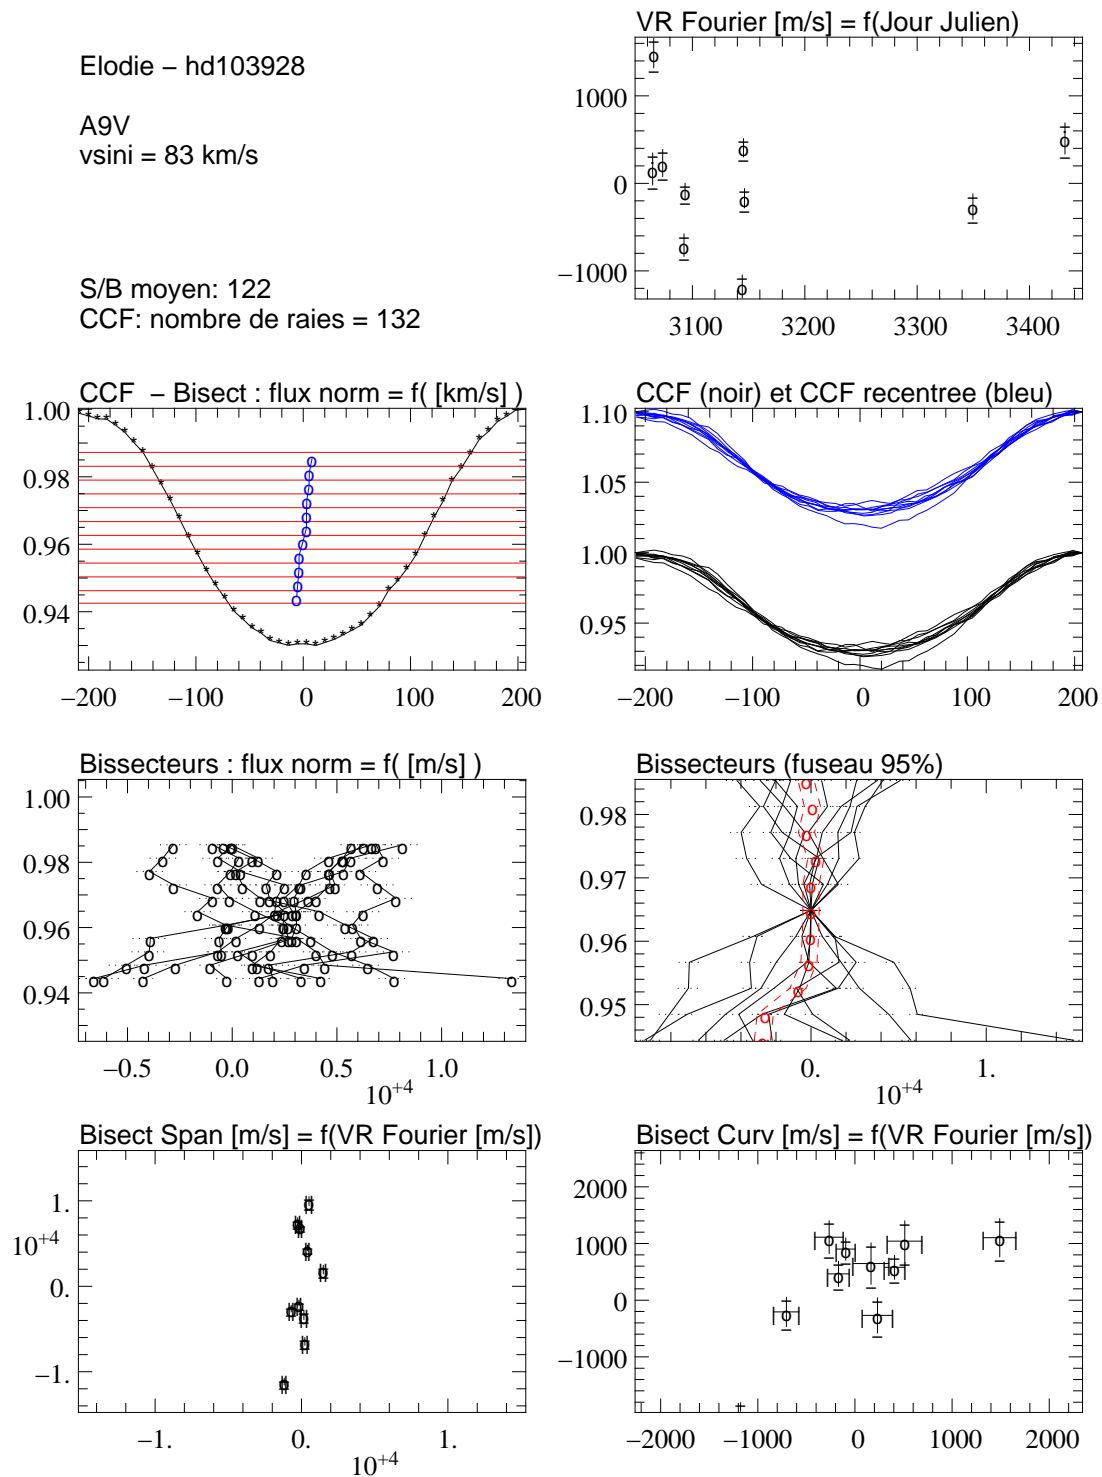 VR Fourier [m/s] = f(Jour Julien)
Elodie − hd103928
A9V
vsini = 83 km/s
S/B moyen: 122
CCF: nombre de raies = 132
1000
0
−1000
3100 3200 3300 3400
CCF − Bisect : flux norm = f( [km/s] )
1.00
0.98
0.96
0.94
−200 −100 0 100 200
CCF (noir) et CCF recentree (bleu)
1.10
1.05
1.00
0.95
−200 −100 0 100 200
Bissecteurs : flux norm = f( [m/s] )
1.00
0.98
0.96
0.94
−0.5 0.0 0.5 1.0
10+4
Bissecteurs (fuseau 95%)
0.98
0.97
0.96
0.95
0. 1.
10+4
Bisect Span [m/s] = f(VR Fourier [m/s])
1.
10+4
0.
−1.
−1. 0. 1.
10+4
Bisect Curv [m/s] = f(VR Fourier [m/s])
2000
1000
0
−1000
−2000 −1000 0 1000 2000